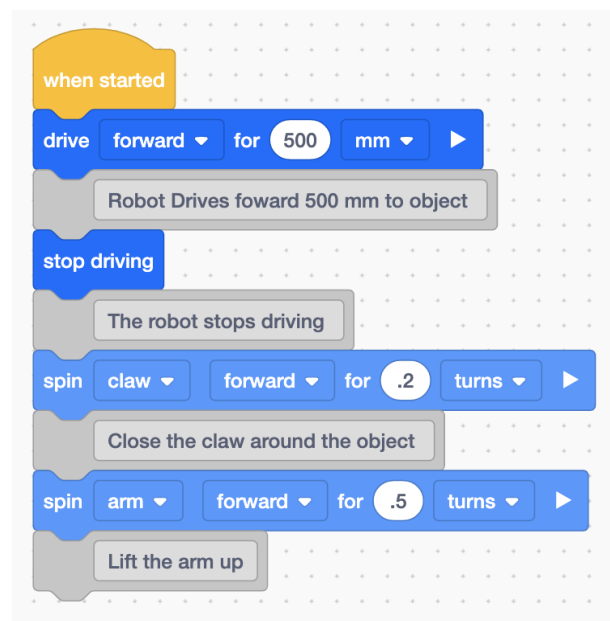 when started
drive forward for 500 mm
Robot Drives foward 500 mm to object
stop driving
The robot stops driving
spin claw forward for .2 turns
Close the claw around the object
spin arm forward for .5 turns
Lift the arm up